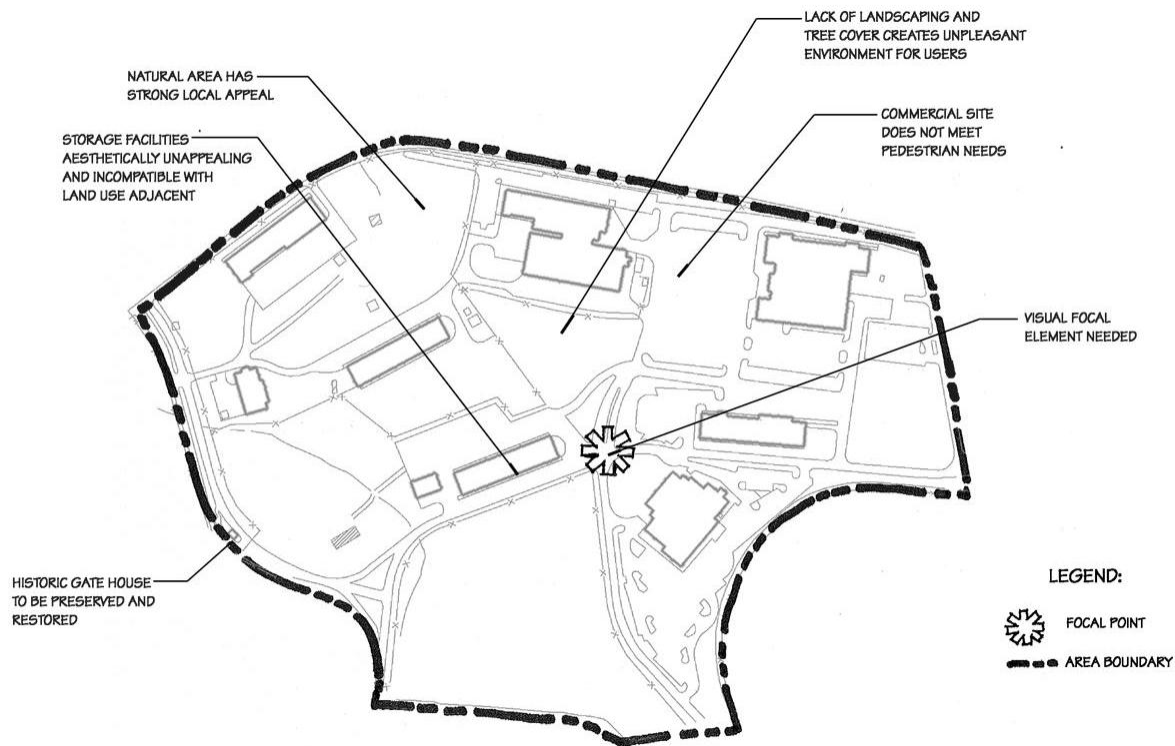 LACK OF LANDSCAPING AND
TREE COVER CREATES UNPLEASANT
ENVIRONMENT FOR USERS
NATURAL AREA HAS
STRONG LOCAL APPEAL
COMMERCIAL SITE
DOES NOT MEET
PEDESTRIAN NEEDS
STORAGE FACILITIES
AESTHETICALLY UNAPPEALING
AND INCOMPATIBLE WITH
LAND USE ADJACENT
VISUAL FOCAL
ELEMENT NEEDED
HISTORIC GATE HOUSE
TO BE PRESERVED AND
RESTORED
LEGEND:
FOCAL POINT
AREA BOUNDARY